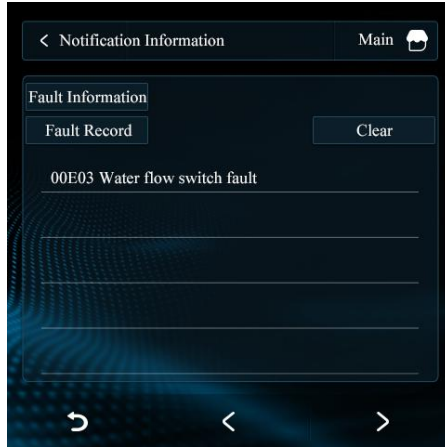 Notification Information Main
Fault Information
Fault Record Clear
00E03 Water flow switch fault